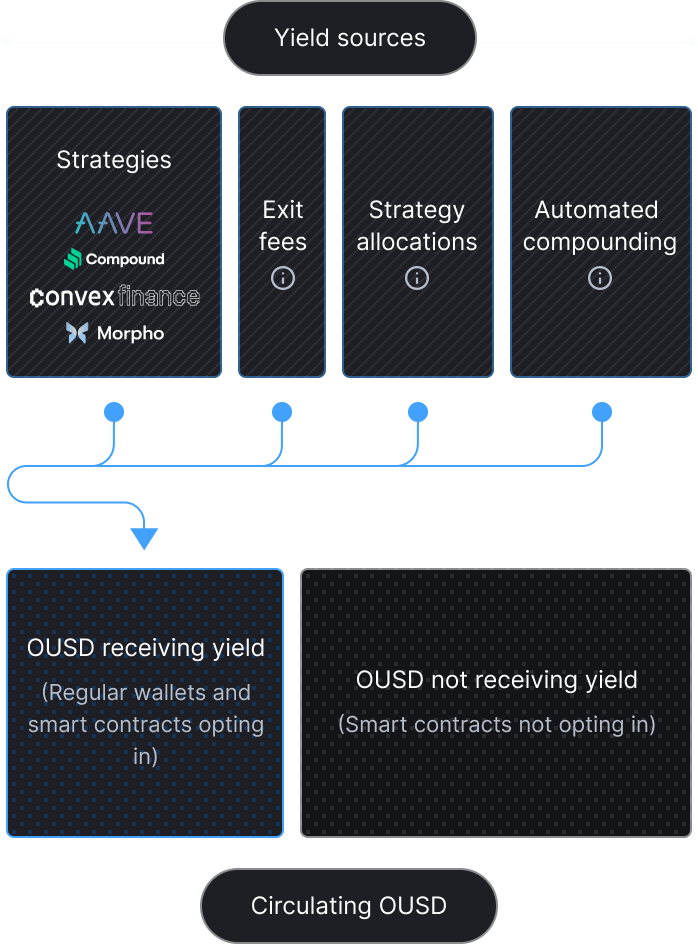 Yield sources
Strategies
AAVE
Compound
convex finance
Morpho
Exit
fees
Strategy
allocations
Automated
compounding
OUSD receiving yield
(Regular wallets and
smart contracts opting
in)
OUSD not receiving yield
(Smart contracts not opting in)
Circulating OUSD